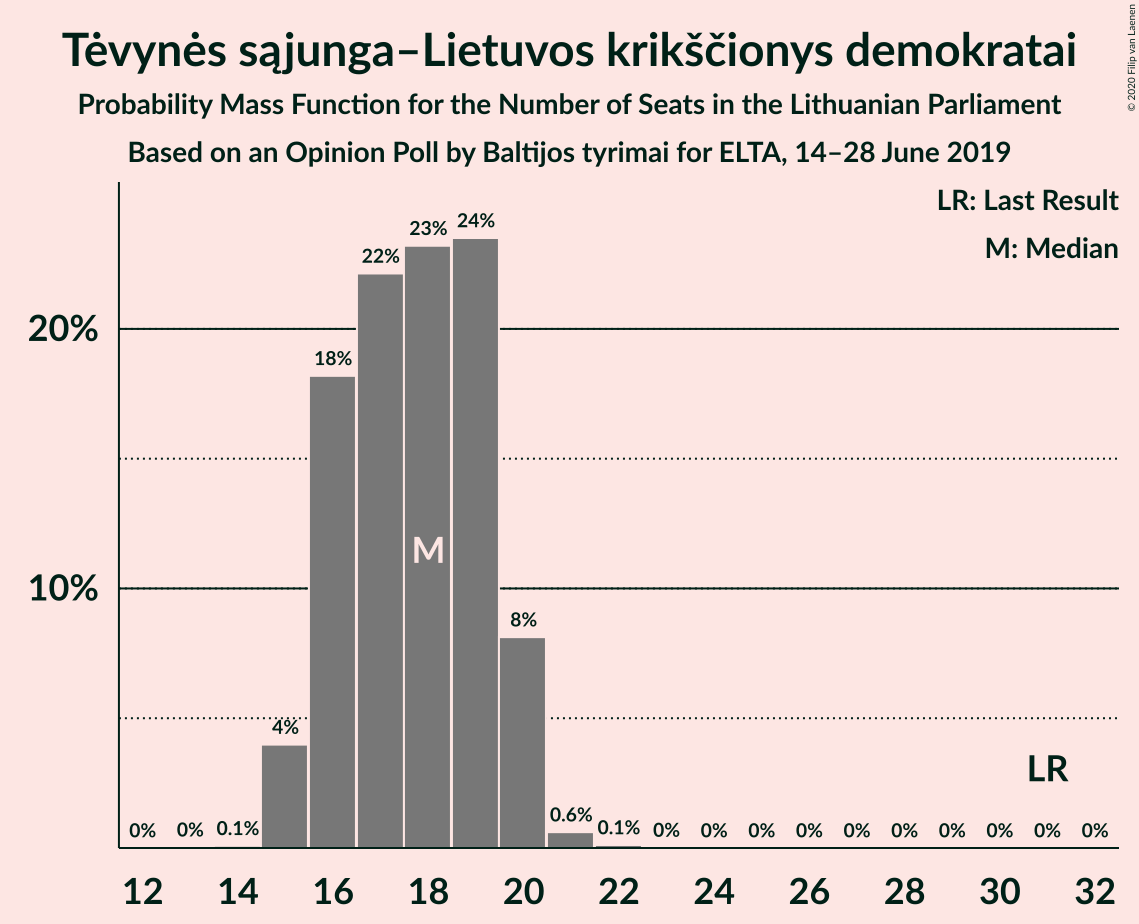 Tėvynės sąjunga–Lietuvos krikščionys demokratai
Probability Mass Function for the Number of Seats in the Lithuanian Parliament
Based on an Opinion Poll by Baltijos tyrimai for ELTA, 14–28 June 2019
© 2020 Filip van Laenen
LR: Last Result
M: Median
20%
10%
0% 0% 0.1% 4% 18% 22% 23% 24% 8% 0.6% 0.1% 0% 0% 0% 0% 0% 0% 0% 0% 0% 0%
M
LR
12 14 16 18 20 22 24 26 28 30 32